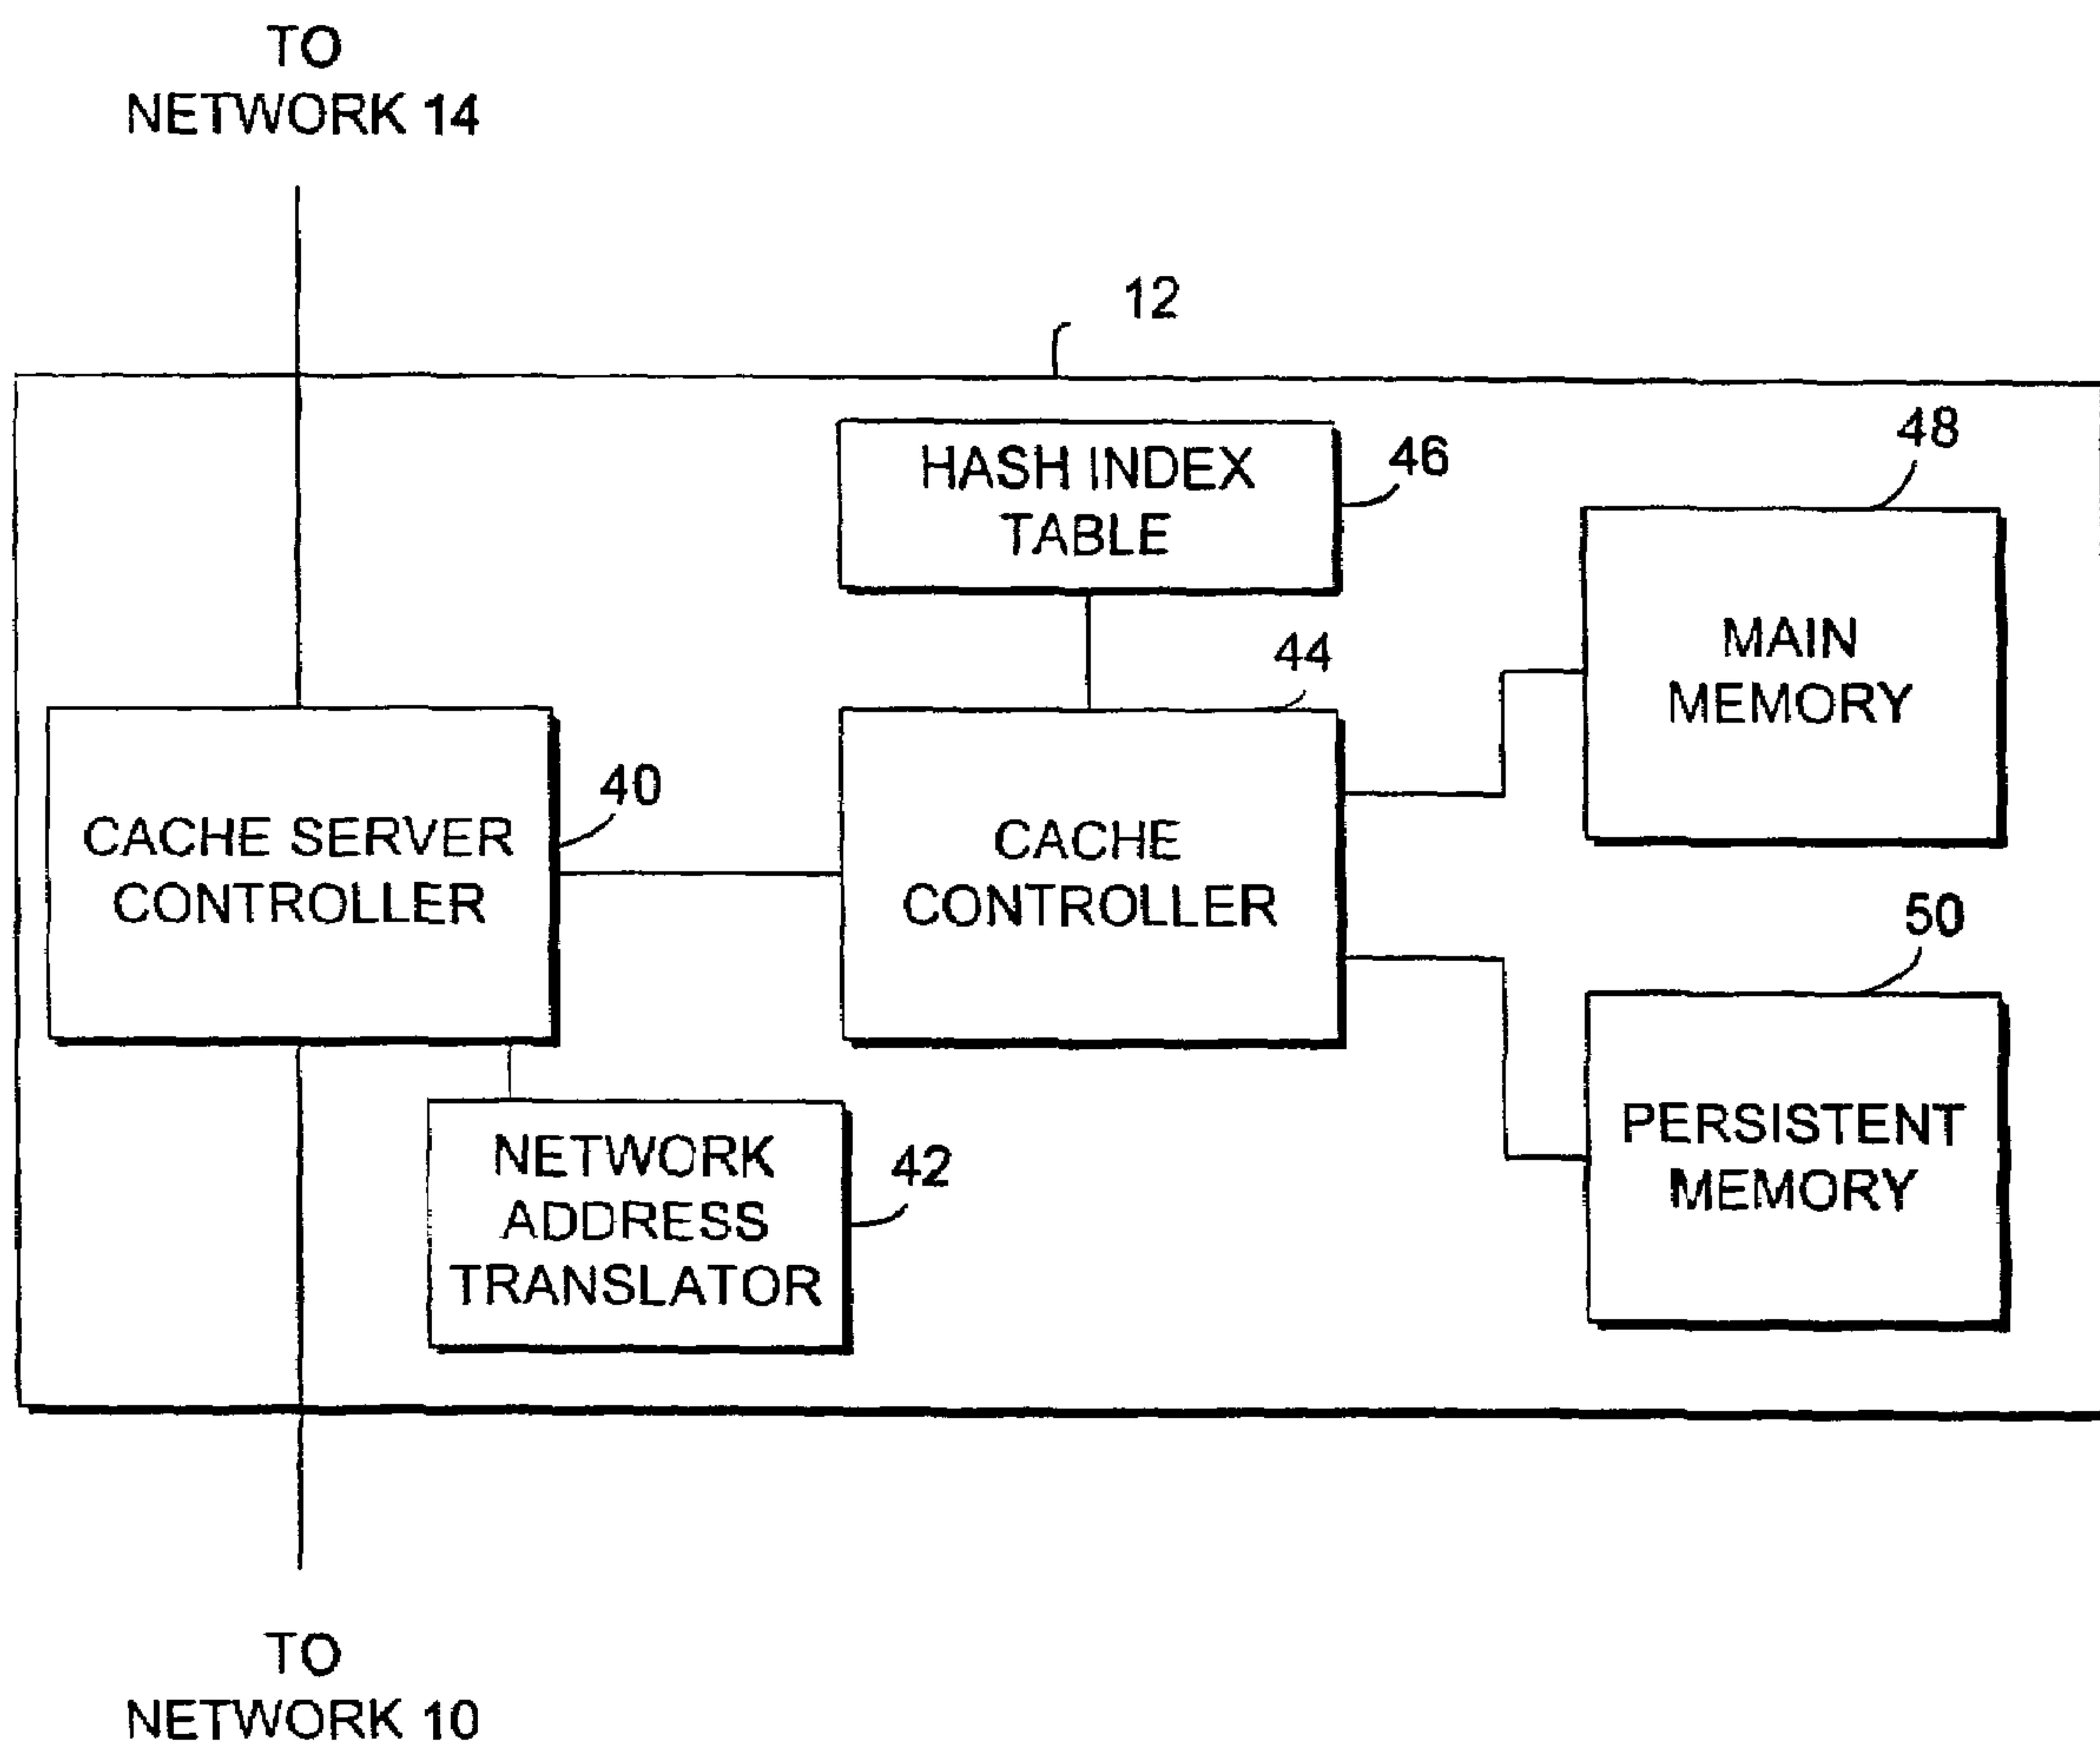 TO
NETWORK 14
12
HASH INDEX
TABLE
46
48
MAIN
MEMORY
44
40
CACHE SERVER
CONTROLLER
CACHE
CONTROLLER
50
PERSISTENT
MEMORY
NETWORK
ADDRESS
TRANSLATOR
42
TO
NETWORK 10